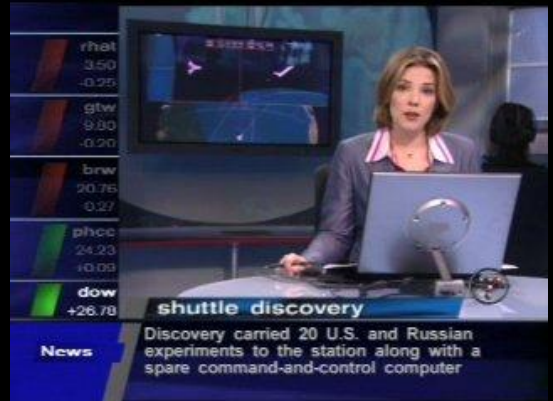 rhat
3.50
-0.25
gtw
9.80
-0.20
brw
20.76
0.27
phcc
24.23
+0.09
dow
+26.78
shuttle discovery
News
Discovery carried 20 U.S. and Russian
experiments to the station along with a
spare command-and-control computer